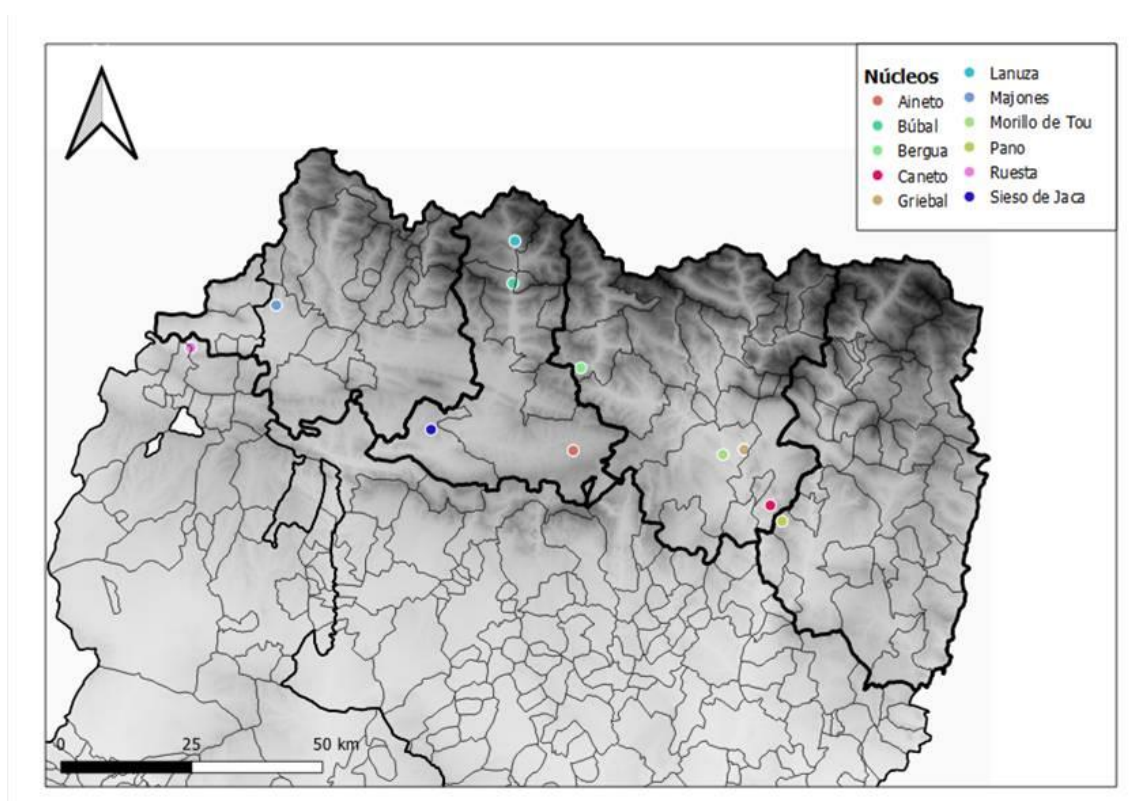 Núcleos
Aineto
Búbal
Bergua
Caneto
Griebal
Lanuza
Majones
Morillo de Tou
Pano
Ruesta
Sieso de Jaca
0 25 50 km